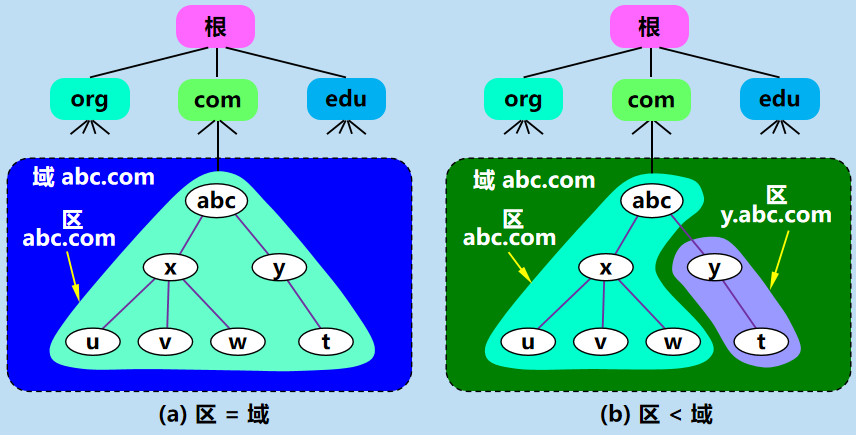 根
org
com
edu
域 abc.com
区
abc.com
abc
x
y
u
v
w
t
(a) 区 = 域
根
org
com
edu
域 abc.com
区
abc.com
区
y.abc.com
abc
x
y
u
v
w
t
(b) 区 < 域